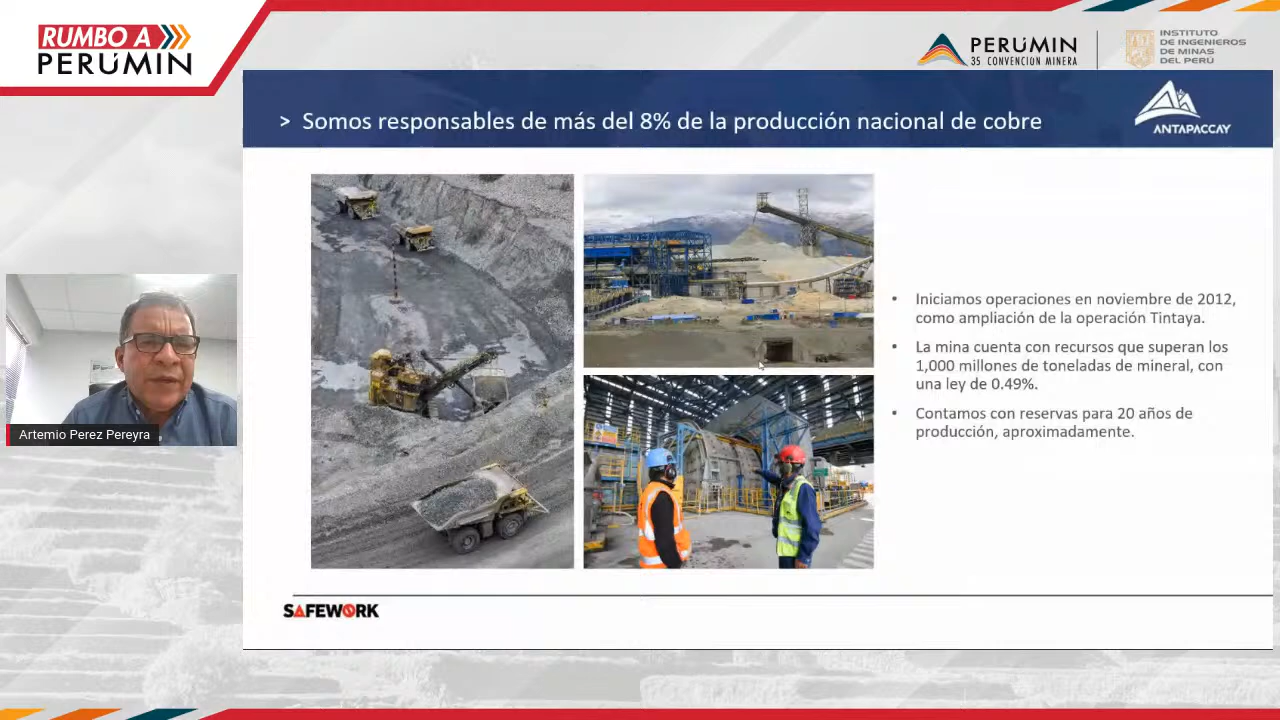 RUMBO A
PERÚMIN
PERÚMIN
35 CONVENCIÓN MINERA
INSTITUTO
DE INGENIEROS
DE MINAS
DEL PERÚ
> Somos responsables de más del 8% de la producción nacional de cobre
ANTAPACCAY
• Iniciamos operaciones en noviembre de 2012,
como ampliación de la operación Tintaya.
• La mina cuenta con recursos que superan los
1,000 millones de toneladas de mineral, con
una ley de 0.49%.
• Contamos con reservas para 20 años de
producción, aproximadamente.
Artemio Perez Pereyra
SAFEWORK